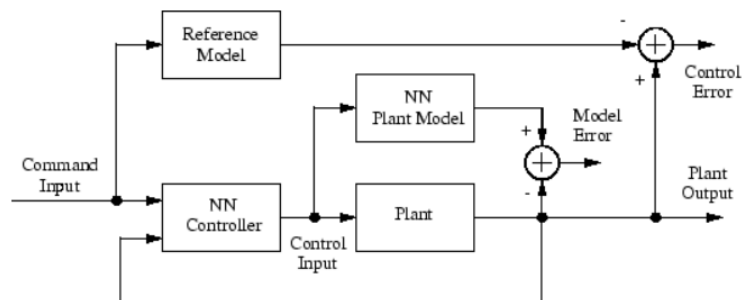 Reference
Model
-
+
Control
Error
NN
Plant Model
+
Model
Error
-
Command
Input
NN
Controller
Control
Input
Plant
Plant
Output